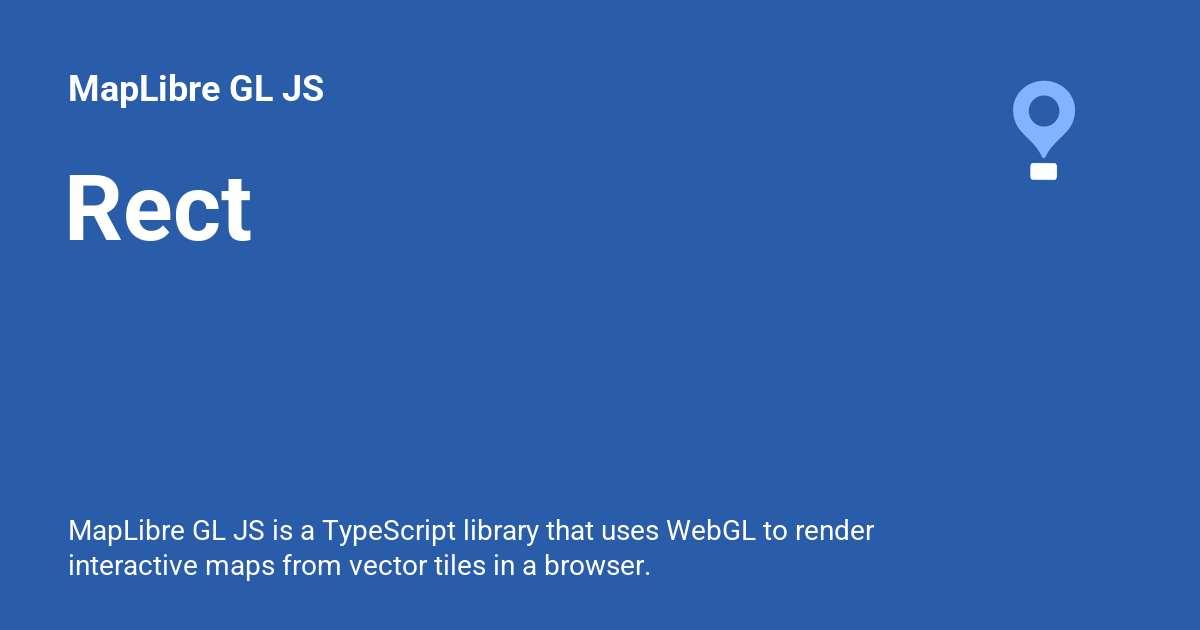 MapLibre GL JS
Rect
MapLibre GL JS is a TypeScript library that uses WebGL to render
interactive maps from vector tiles in a browser.